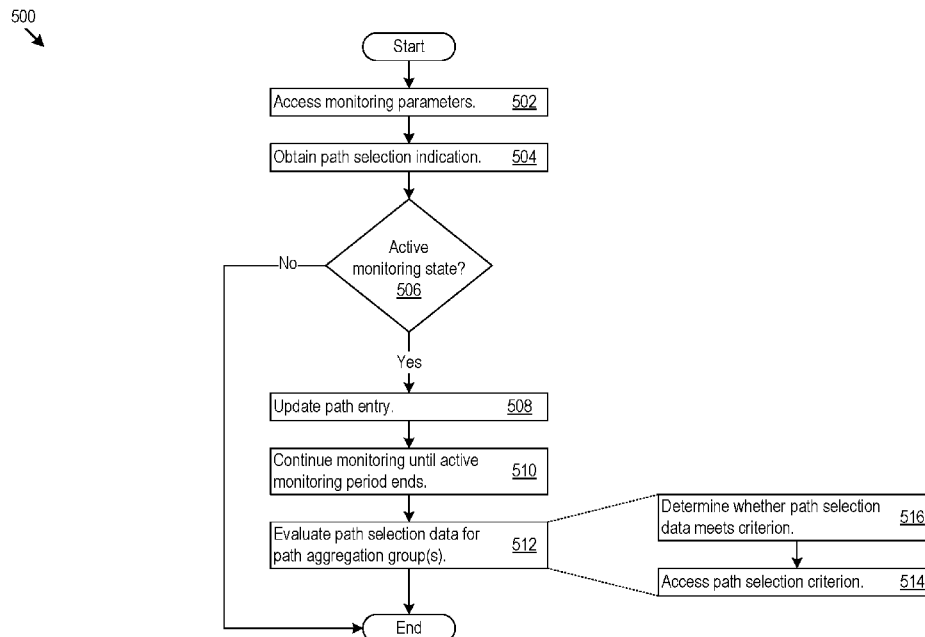 500
Start
Access monitoring parameters. 502
Obtain path selection indication. 504
Active
monitoring state?
506
No
Yes
Update path entry. 508
Continue monitoring until active
monitoring period ends. 510
Evaluate path selection data for
path aggregation group(s). 512
Determine whether path selection
data meets criterion. 516
Access path selection criterion. 514
End